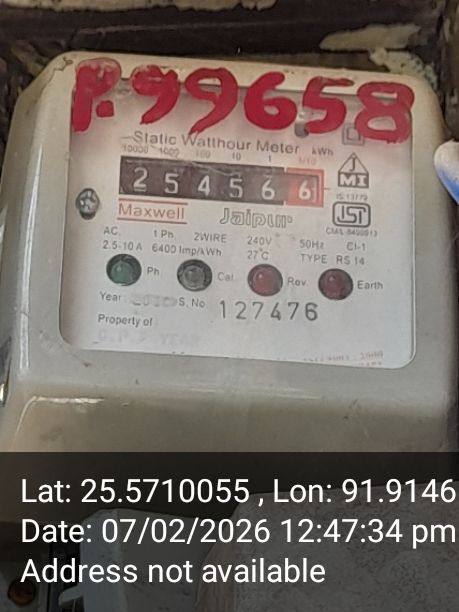 P.99658
Static Watthour Meter kWh
10000 1000 100 10 1 1/10
2 5 4 5 6 6
MI
IS:13779
Maxwell Jaipur
ISI
AC, 1 Ph. 2WIRE 240V 50Hz Cl-1
2.5-10 A 6400 Imp/kWh 27°C TYPE RS 14
Ph. Cal. Rev. Earth
Year S. No. 127476
Property of
Lat: 25.5710055 , Lon: 91.9146
Date: 07/02/2026 12:47:34 pm
Address not available